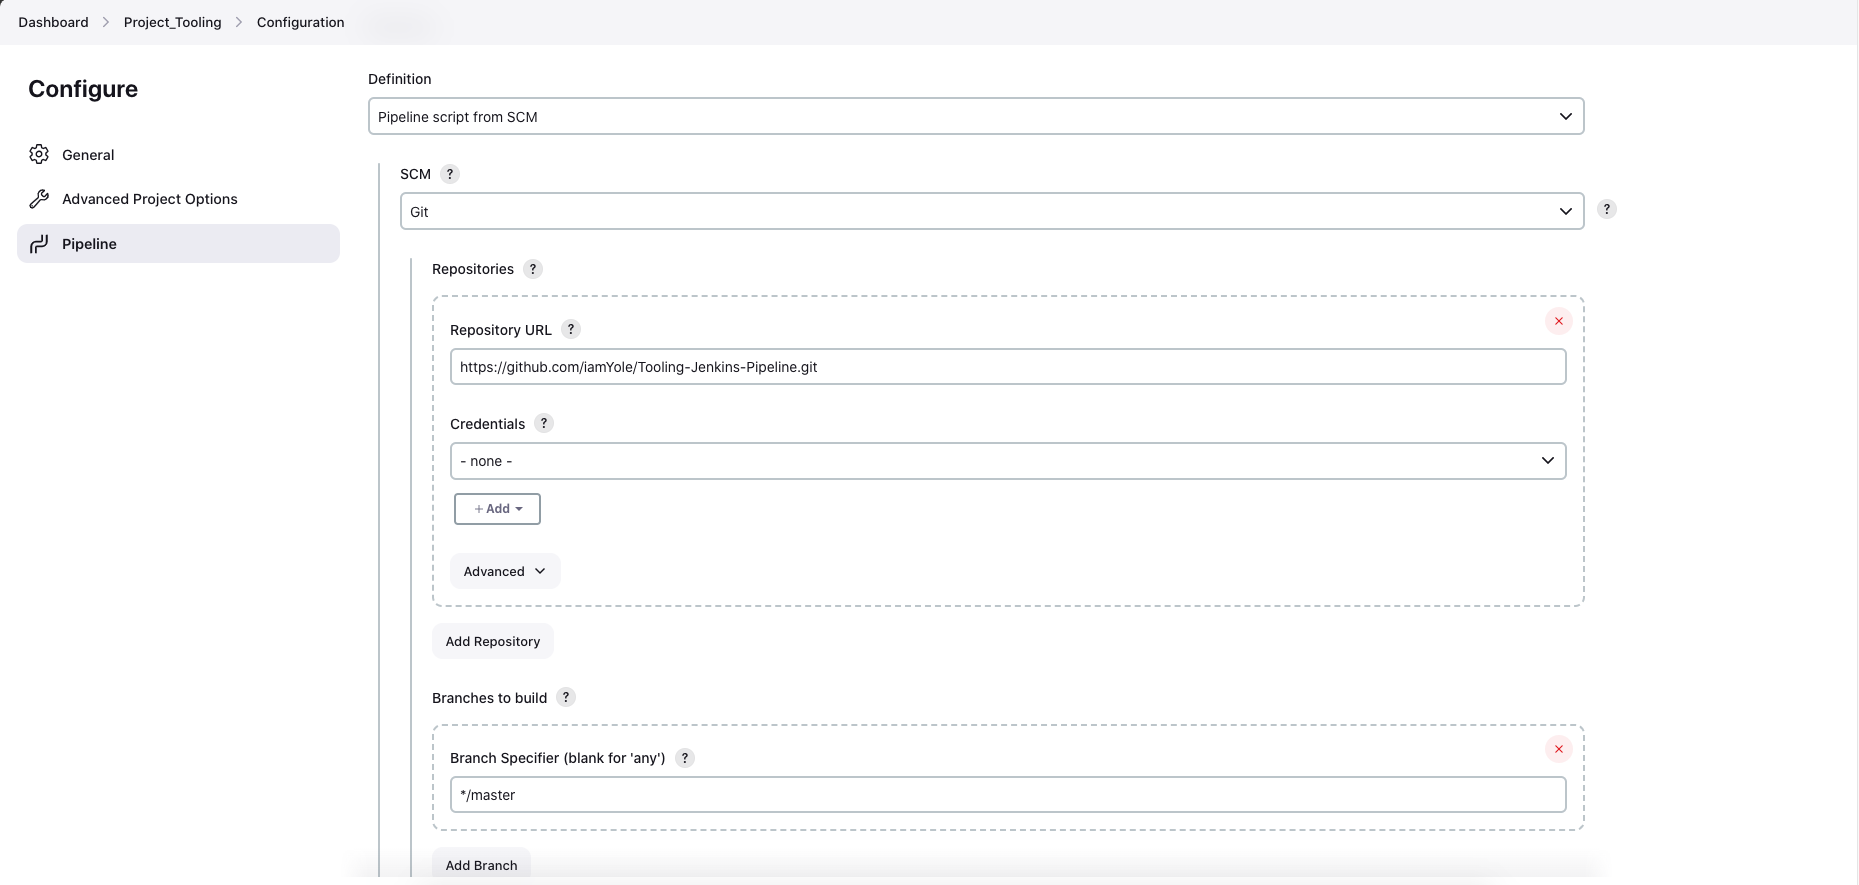 Dashboard > Project_Tooling > Configuration
Configure
General
Advanced Project Options
Pipeline
Definition
Pipeline script from SCM
SCM ?
Git
?
Repositories ?
Repository URL ?
https://github.com/iamYole/Tooling-Jenkins-Pipeline.git
Credentials ?
- none -
+ Add
Advanced
Add Repository
Branches to build ?
Branch Specifier (blank for 'any') ?
*/master
Add Branch